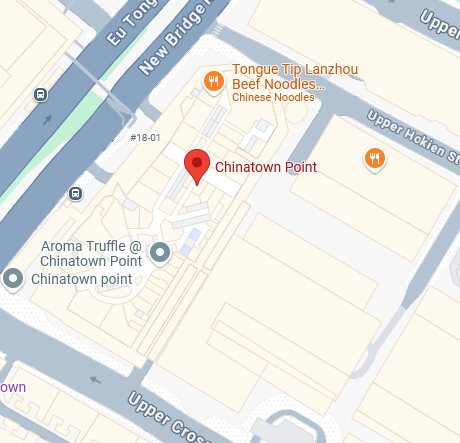 Eu Tong
New Bridge
Upper
Tongue Tip Lanzhou
Beef Noodles...
Chinese Noodles
Upper Hokien St
#18-01
Chinatown Point
Aroma Truffle @
Chinatown Point
Chinatown point
own
Upper Cross